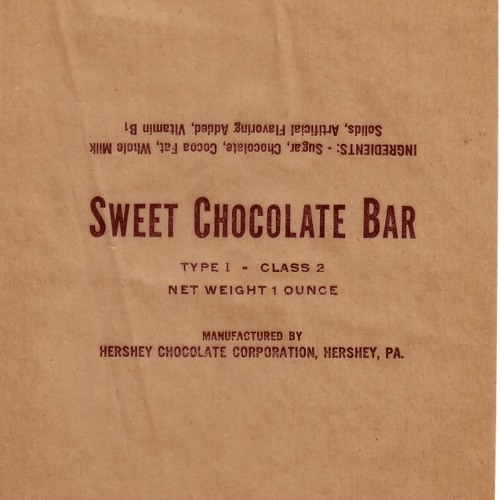 INGREDIENTS: - Sugar, Chocolate, Cocoa Fat, Whole Milk
Solids, Artificial Flavoring Added, Vitamin B1
SWEET CHOCOLATE BAR
TYPE I - CLASS 2
NET WEIGHT 1 OUNCE
MANUFACTURED BY
HERSHEY CHOCOLATE CORPORATION, HERSHEY, PA.